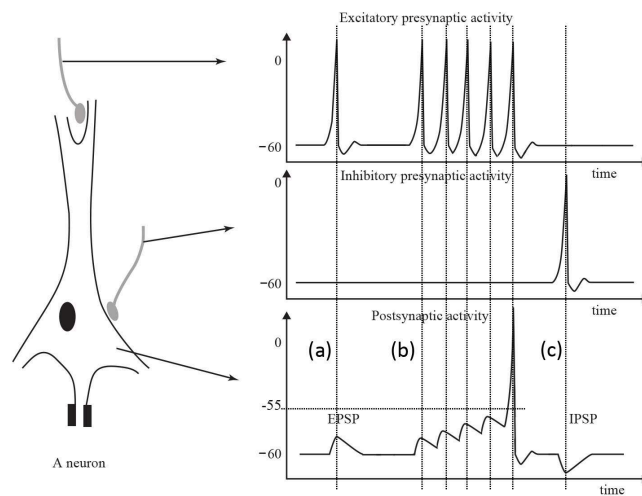 Excitatory presynaptic activity
0
−60
time
Inhibitory presynaptic activity
0
−60
time
Postsynaptic activity
(a) (b) (c)
0
-55
EPSP IPSP
−60
time
A neuron